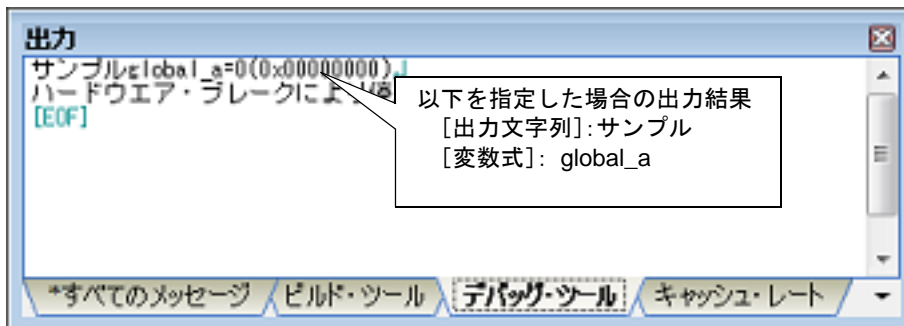 出力
サンプルglobal_a=0(0x00000000)↓
ハードウエア・ブレークにより
[EOF]
以下を指定した場合の出力結果
[出力文字列]:サンプル
[変数式]: global_a
*すべてのメッセージ
ビルド・ツール
デバッグ・ツール
キャッシュ・レート